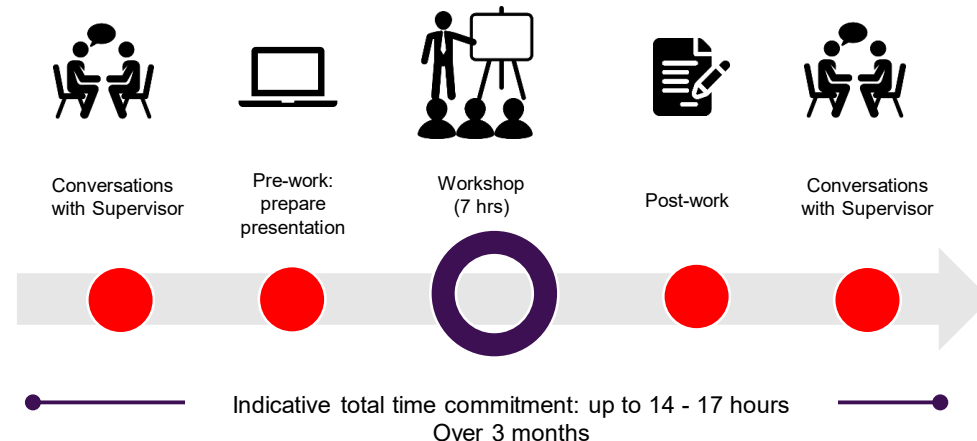 Conversations
with Supervisor
Pre-work:
prepare
presentation
Workshop
(7 hrs)
Post-work
Conversations
with Supervisor
Indicative total time commitment: up to 14 - 17 hours
Over 3 months